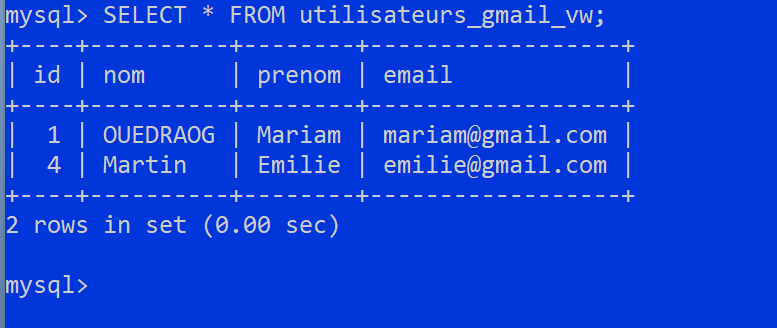 mysql> SELECT * FROM utilisateurs_gmail_vw;
+----+----------+--------+------------------+
| id | nom      | prenom | email            |
+----+----------+--------+------------------+
|  1 | OUEDRAOG | Mariam | mariam@gmail.com |
|  4 | Martin   | Emilie | emilie@gmail.com |
+----+----------+--------+------------------+
2 rows in set (0.00 sec)
mysql>